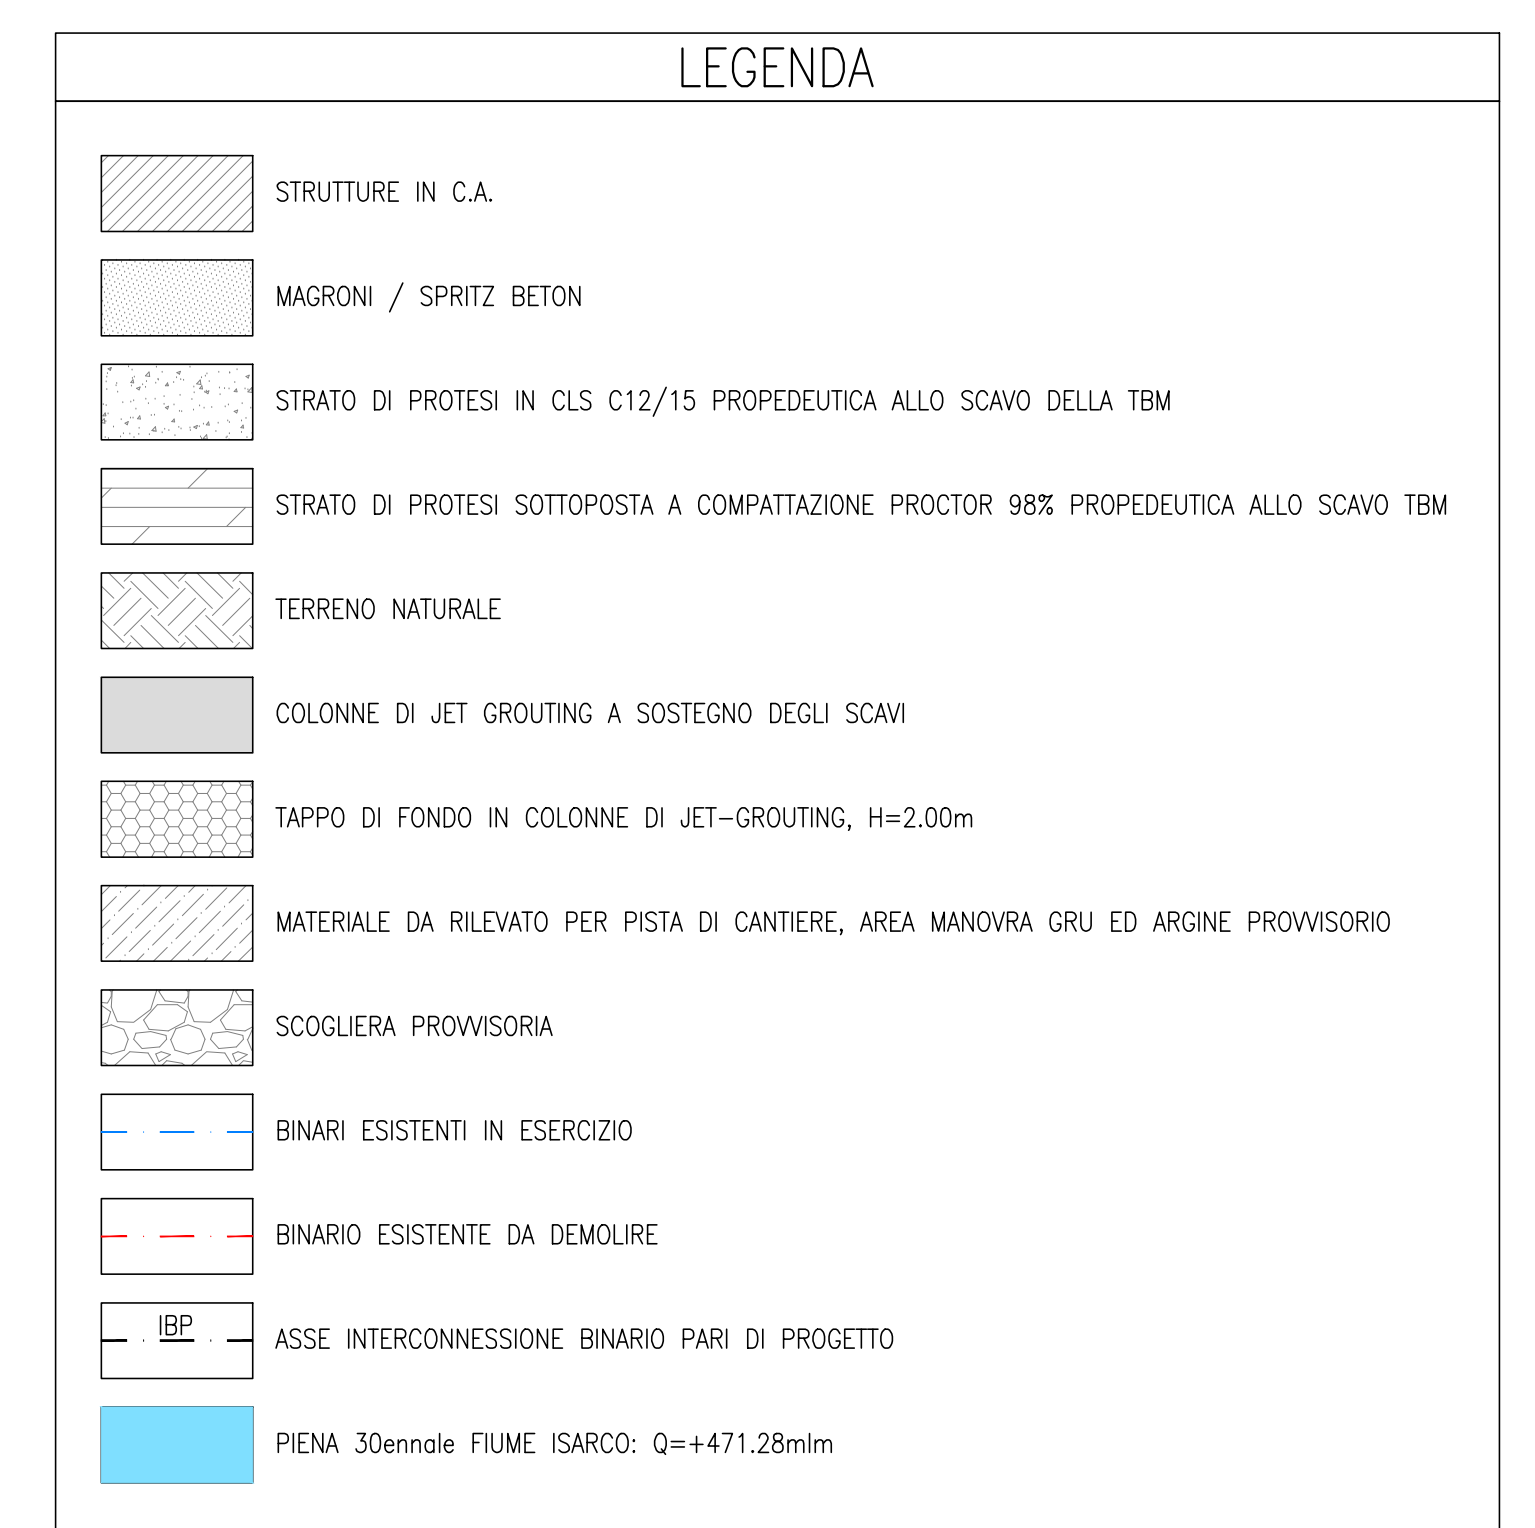 LEGENDA
STRUTTURE IN C.A.
MAGRONI / SPRITZ BETON
STRATO DI PROTESI IN CLS C12/15 PROPEDEUTICA ALLO SCAVO DELLA TBM
STRATO DI PROTESI SOTTOPOSTA A COMPATTAZIONE PROCTOR 98% PROPEDEUTICA ALLO SCAVO TBM
TERRENO NATURALE
COLONNE DI JET GROUTING A SOSTEGNO DEGLI SCAVI
TAPPO DI FONDO IN COLONNE DI JET-GROUTING, H=2.00m
MATERIALE DA RILEVATO PER PISTA DI CANTIERE, AREA MANOVRA GRU ED ARGINE PROVVISORIO
SCOGLIERA PROVVISORIA
BINARI ESISTENTI IN ESERCIZIO
BINARIO ESISTENTE DA DEMOLIRE
IBP
ASSE INTERCONNESSIONE BINARIO PARI DI PROGETTO
PIENA 30ennale FIUME ISARCO: Q=+471.28mlm